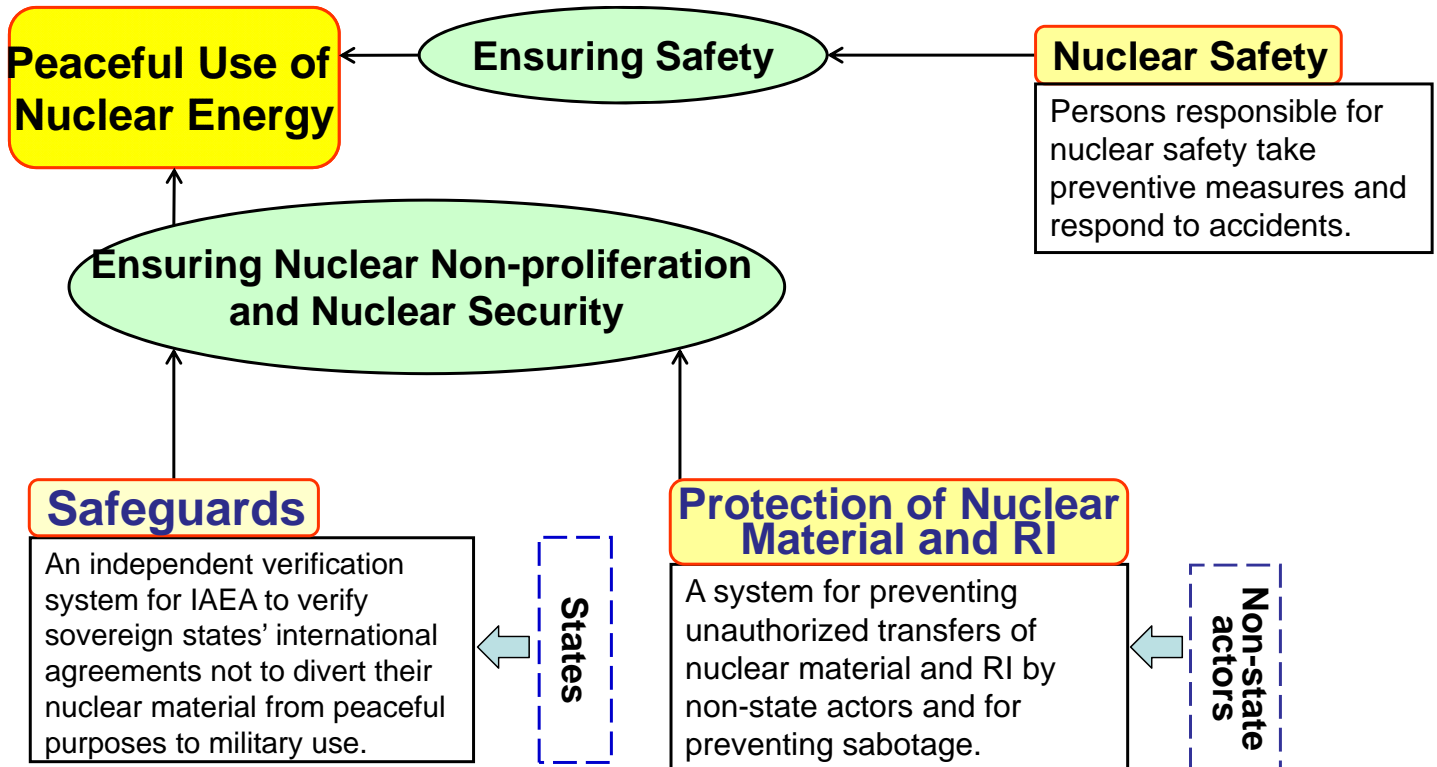 Peaceful Use of
Nuclear Energy
Ensuring Safety
Nuclear Safety
Persons responsible for
nuclear safety take
preventive measures and
respond to accidents.
Ensuring Nuclear Non-proliferation
and Nuclear Security
Safeguards
An independent verification
system for IAEA to verify
sovereign states’ international
agreements not to divert their
nuclear material from peaceful
purposes to military use.
States
Protection of Nuclear
Material and RI
A system for preventing
unauthorized transfers of
nuclear material and RI by
non-state actors and for
preventing sabotage.
Non-state
actors